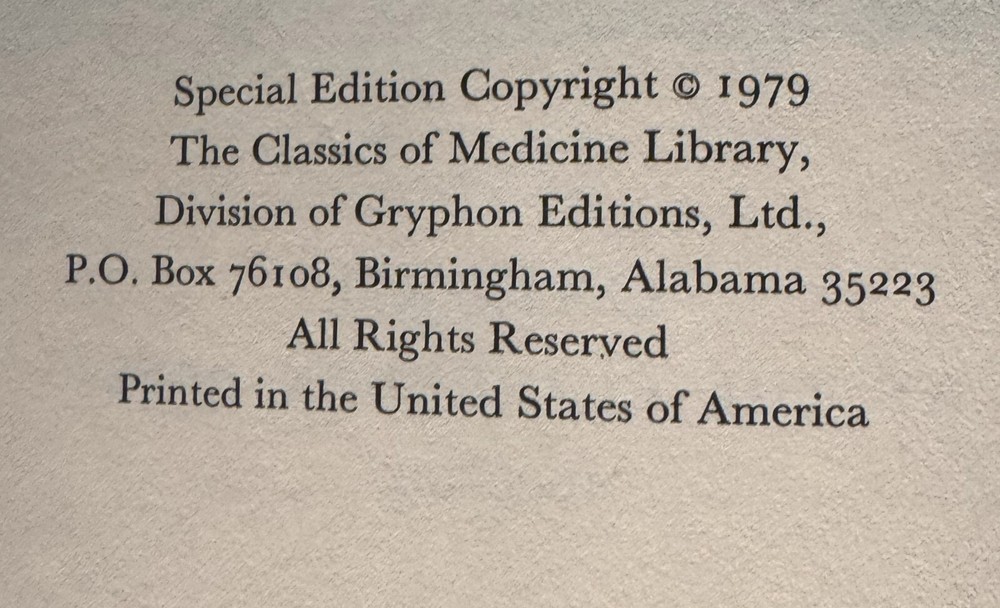 Special Edition Copyright © 1979
The Classics of Medicine Library,
Division of Gryphon Editions, Ltd.,
P.O. Box 76108, Birmingham, Alabama 35223
All Rights Reserved
Printed in the United States of America